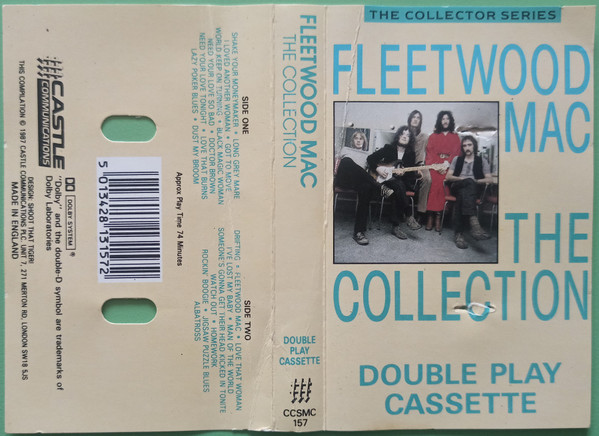 THE COLLECTOR SERIES
FLEETWOOD
MAC
THE
COLLECTION
DOUBLE PLAY
CASSETTE
FLEETWOOD MAC
THE COLLECTION
DOUBLE
PLAY
CASSETTE
CCSMC
157
SIDE ONE
SHAKE YOUR MONEYMAKER • LONG GREY MARE
I LOVED ANOTHER WOMAN • GOT TO MOVE
WORLD KEEP ON TURNING • BLACK MAGIC WOMAN
NEED YOUR LOVE SO BAD • DOCTOR BROWN
NEED YOUR LOVE TONIGHT • LOVE THAT BURNS
LAZY POKER BLUES • DUST MY BROOM
SIDE TWO
DRIFTING • FLEETWOOD MAC • LOVE THAT WOMAN
I'VE LOST MY BABY • MAN OF THE WORLD
SOMEONE'S GONNA GET THEIR HEAD KICKED IN TONITE
WATCH OUT • HOMEWORK
ROCKIN' BOOGIE • JIGSAW PUZZLE BLUES
ALBATROSS
Approx Play Time 74 Minutes
5 013428 131572
CASTLE
COMMUNICATIONS
DOLBY SYSTEM ®
"Dolby" and the double-D symbol are trademarks of
Dolby Laboratories
DESIGN: SHOOT THAT TIGER!
THIS COMPILATION ℗ 1987 CASTLE COMMUNICATIONS PLC, UNIT 7, 271 MERTON RD, LONDON SW18 5JS
MADE IN ENGLAND